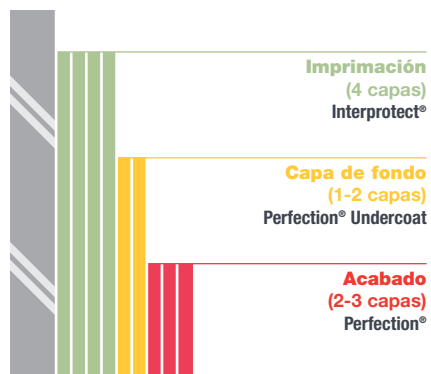 Imprimación
(4 capas)
Interprotect®
Capa de fondo
(1-2 capas)
Perfection® Undercoat
Acabado
(2-3 capas)
Perfection®